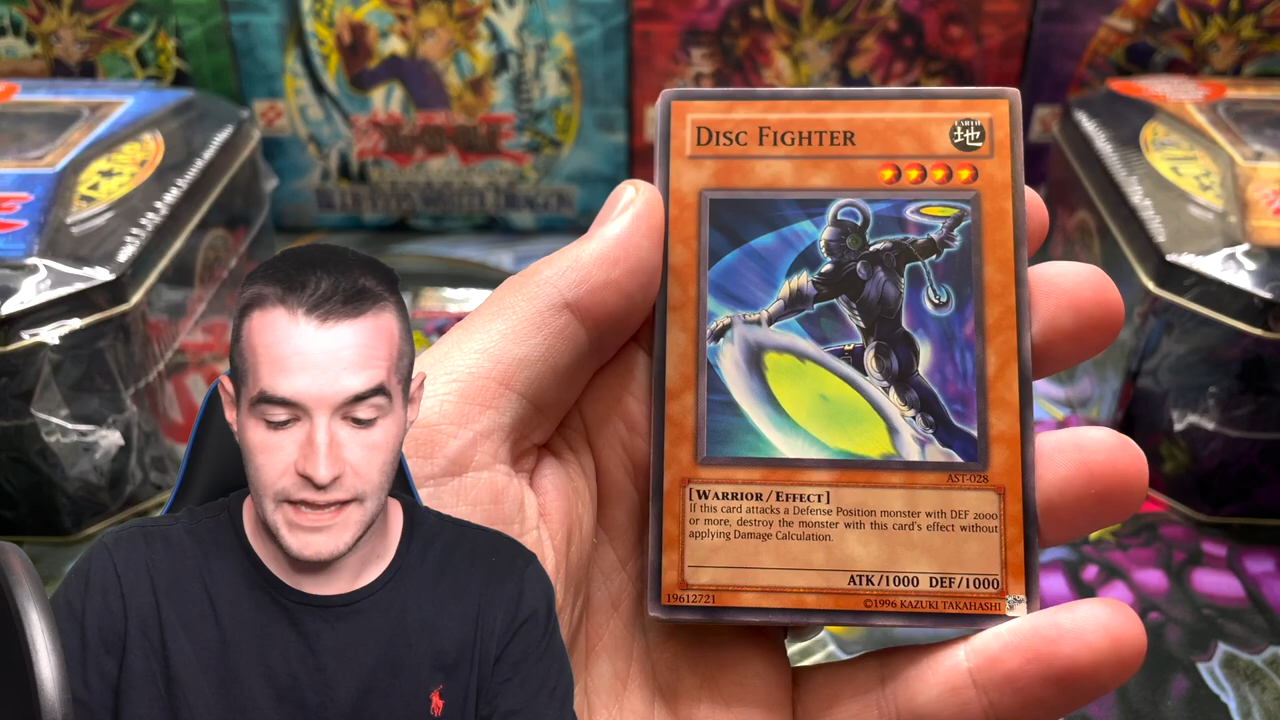 DISC FIGHTER
EARTH
地
AST-028
[WARRIOR/EFFECT]
If this card attacks a Defense Position monster with DEF 2000
or more, destroy the monster with this card's effect without
applying Damage Calculation.
ATK/1000 DEF/1000
19612721
©1996 KAZUKI TAKAHASHI